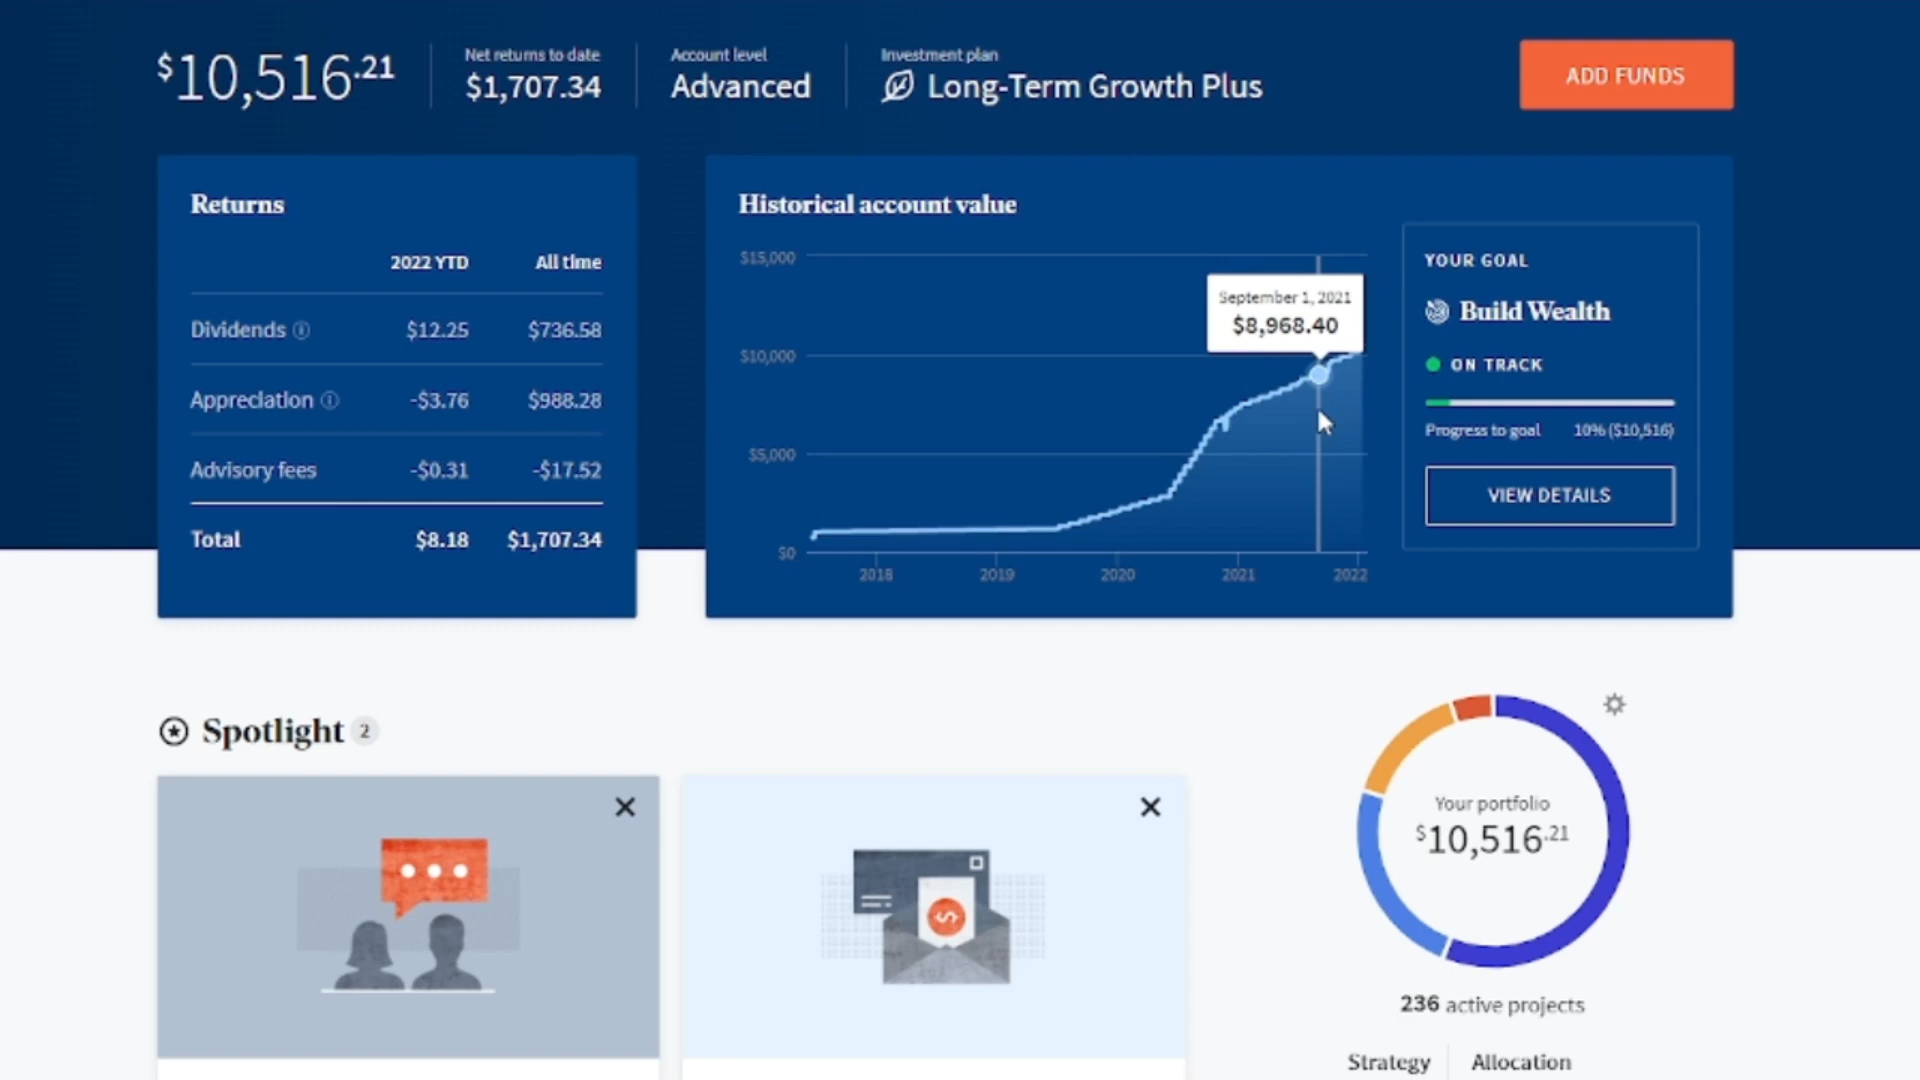 $10,516.21
Net returns to date
$1,707.34
Account level
Advanced
Investment plan
Long-Term Growth Plus
ADD FUNDS
Returns
2022 YTD All time
Dividends $12.25 $736.58
Appreciation -$3.76 $988.28
Advisory fees -$0.31 -$17.52
Total $8.18 $1,707.34
Historical account value
$15,000
$10,000
$5,000
$0
2018 2019 2020 2021 2022
September 1, 2021
$8,968.40
YOUR GOAL
Build Wealth
ON TRACK
Progress to goal 10% ($10,516)
VIEW DETAILS
Spotlight 2
Your portfolio
$10,516.21
236 active projects
Strategy Allocation